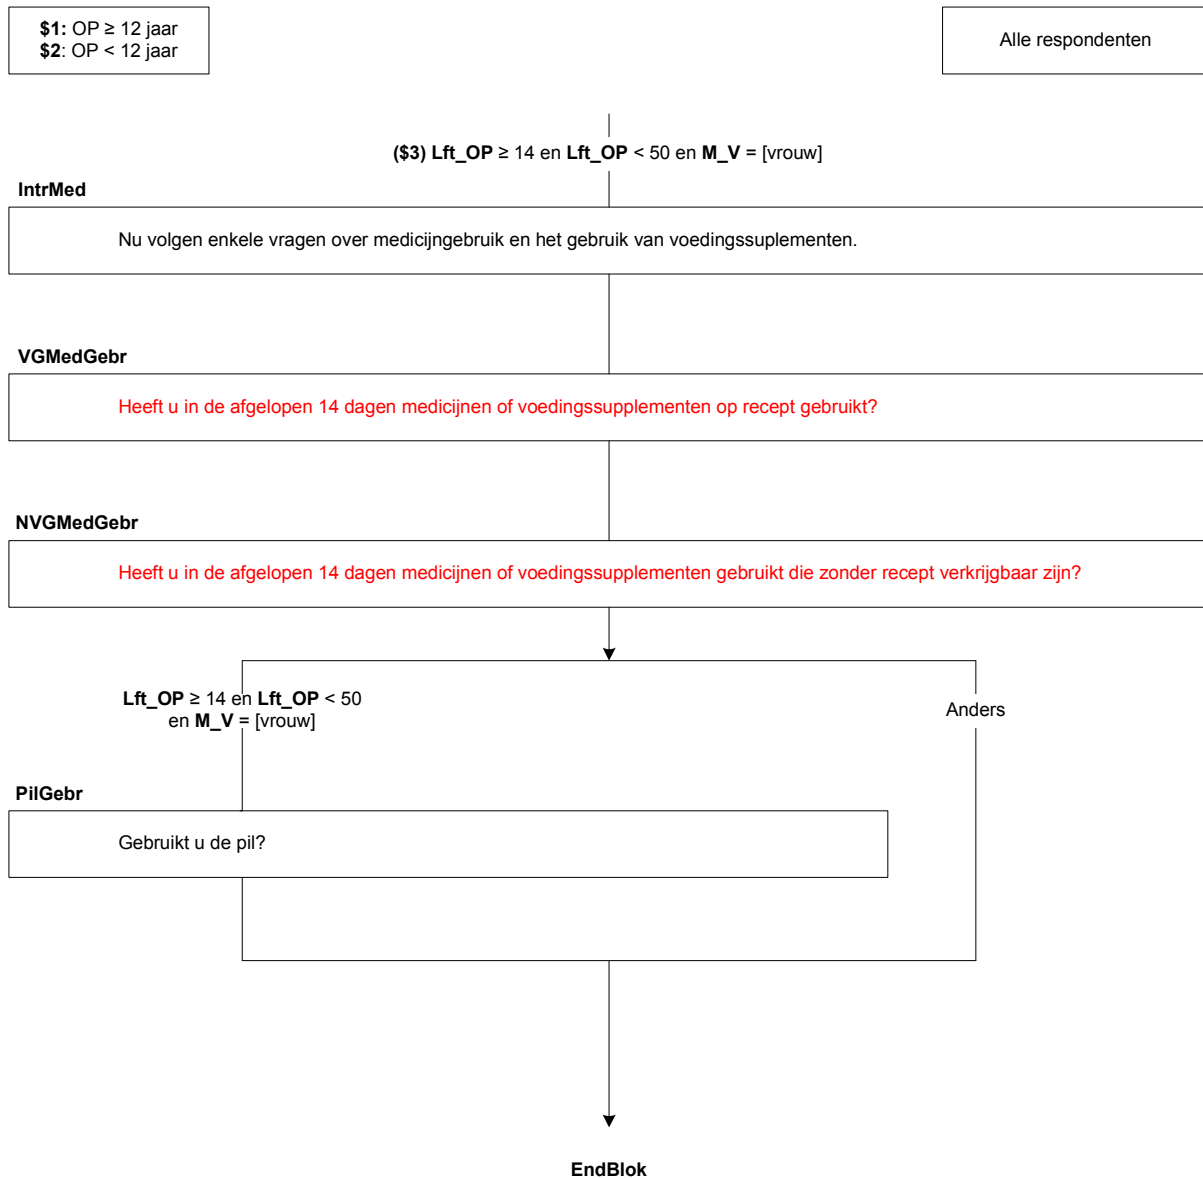 $1: OP ≥ 12 jaar
$2: OP < 12 jaar
Alle respondenten
($3) Lft_OP ≥ 14 en Lft_OP < 50 en M_V = [vrouw]
IntrMed
Nu volgen enkele vragen over medicijngebruik en het gebruik van voedingssuplementen.
VGMedGebr
Heeft u in de afgelopen 14 dagen medicijnen of voedingssupplementen op recept gebruikt?
NVGMedGebr
Heeft u in de afgelopen 14 dagen medicijnen of voedingssupplementen gebruikt die zonder recept verkrijgbaar zijn?
Lft_OP ≥ 14 en Lft_OP < 50
en M_V = [vrouw]
Anders
PilGebr
Gebruikt u de pil?
EndBlok